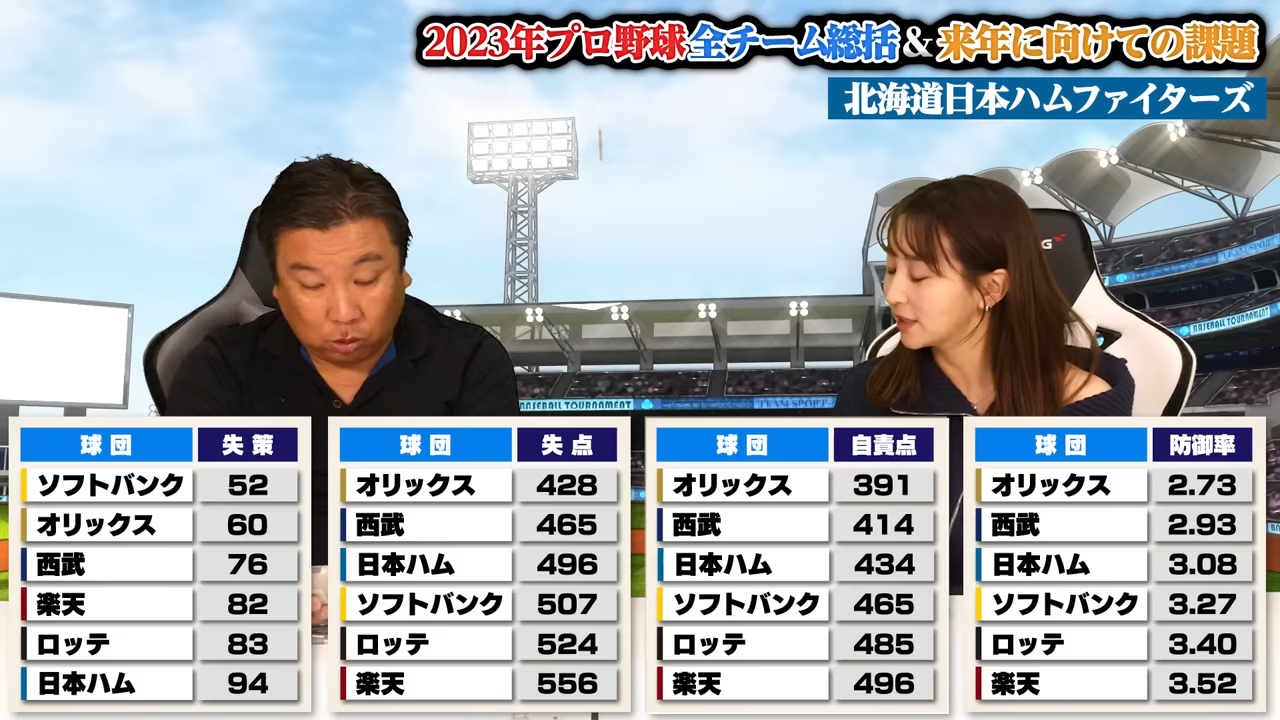 2023年プロ野球全チーム総括&来年に向けての課題
北海道日本ハムファイターズ
BASEBALL TOURNAMENT
BASEBALL TOURNAMENT
TEAM SPORT
球団 失策
ソフトバンク 52
オリックス 60
西武 76
楽天 82
ロッテ 83
日本ハム 94
球団 失点
オリックス 428
西武 465
日本ハム 496
ソフトバンク 507
ロッテ 524
楽天 556
球団 自責点
オリックス 391
西武 414
日本ハム 434
ソフトバンク 465
ロッテ 485
楽天 496
球団 防御率
オリックス 2.73
西武 2.93
日本ハム 3.08
ソフトバンク 3.27
ロッテ 3.40
楽天 3.52